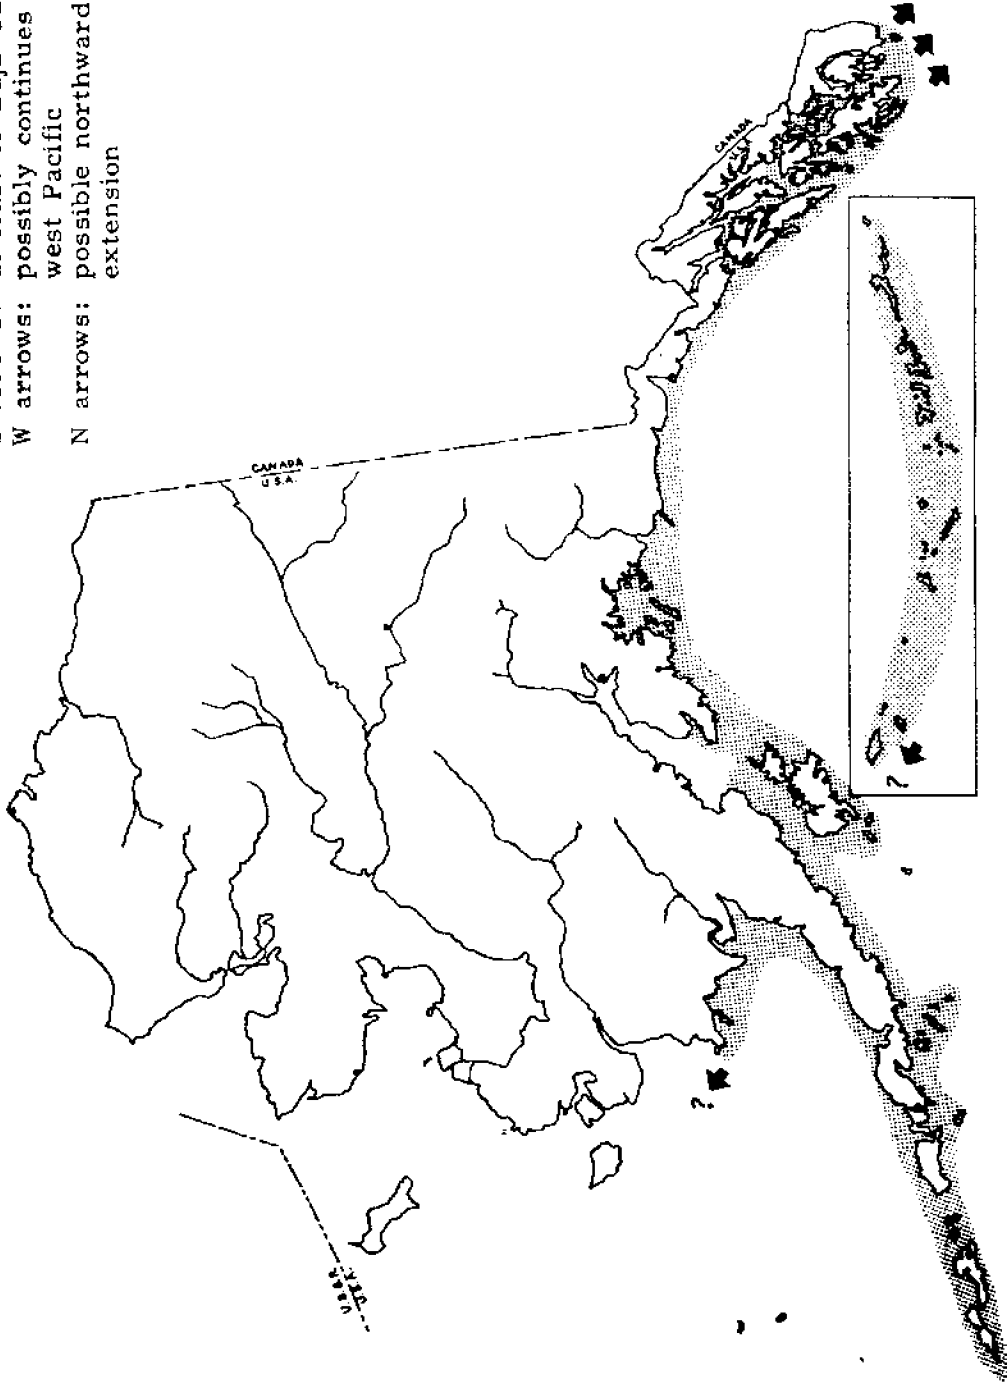 W arrows: possibly continues
west Pacific
N arrows: possible northward
extension
CANADA
U.S.A.
CANADA
U.S.A.
U.S.S.R.
U.S.A.
?
?